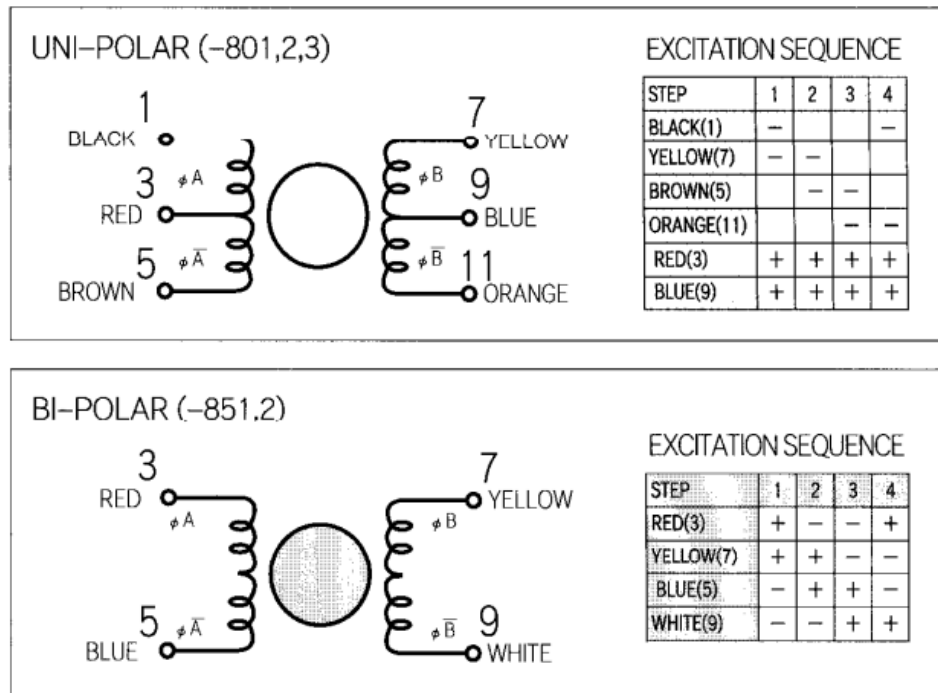 UNI-POLAR (-801,2,3)
1
BLACK
3
φA
RED
5
φA̅
BROWN
7
YELLOW
φB
9
BLUE
φB̅
11
ORANGE
EXCITATION SEQUENCE
STEP 1 2 3 4
BLACK(1) − −
YELLOW(7) − −
BROWN(5) − −
ORANGE(11) − −
RED(3) + + + +
BLUE(9) + + + +
BI-POLAR (-851,2)
3
RED
φA
5
φA̅
BLUE
7
YELLOW
φB
φB̅
9
WHITE
EXCITATION SEQUENCE
STEP 1 2 3 4
RED(3) + − − +
YELLOW(7) + + − −
BLUE(5) − + + −
WHITE(9) − − + +